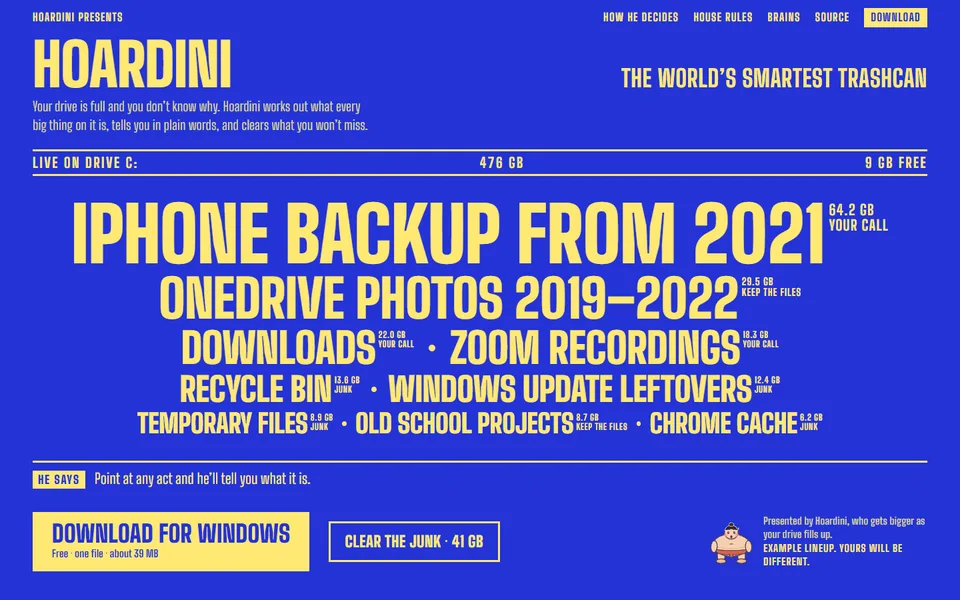 HOARDINI PRESENTS
HOW HE DECIDES HOUSE RULES BRAINS SOURCE DOWNLOAD
HOARDINI
THE WORLD'S SMARTEST TRASHCAN
Your drive is full and you don't know why. Hoardini works out what every
big thing on it is, tells you in plain words, and clears what you won't miss.
LIVE ON DRIVE C: 476 GB 9 GB FREE
IPHONE BACKUP FROM 2021 64.2 GB
YOUR CALL
ONEDRIVE PHOTOS 2019–2022 29.5 GB
KEEP THE FILES
DOWNLOADS 22.0 GB YOUR CALL · ZOOM RECORDINGS 18.3 GB YOUR CALL
RECYCLE BIN 13.6 GB JUNK · WINDOWS UPDATE LEFTOVERS 12.4 GB JUNK
TEMPORARY FILES 8.9 GB JUNK · OLD SCHOOL PROJECTS 8.7 GB KEEP THE FILES · CHROME CACHE 6.2 GB JUNK
HE SAYS Point at any act and he'll tell you what it is.
DOWNLOAD FOR WINDOWS
Free · one file · about 39 MB
CLEAR THE JUNK · 41 GB
Presented by Hoardini, who gets bigger as
your drive fills up.
EXAMPLE LINEUP. YOURS WILL BE
DIFFERENT.